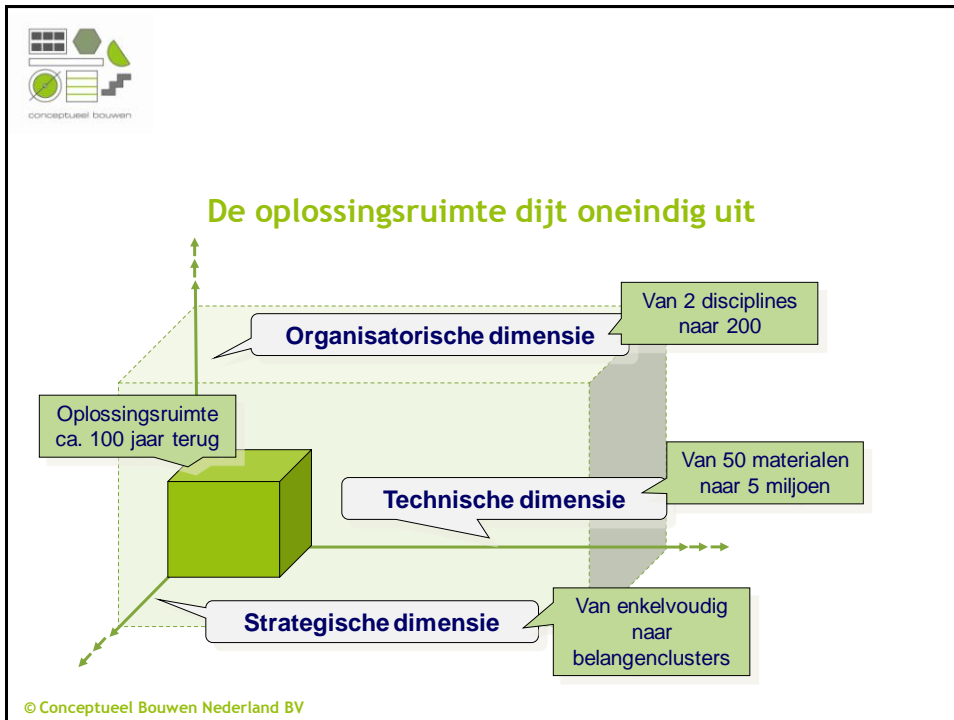 conceptueel bouwen
De oplossingsruimte dijt oneindig uit
Van 2 disciplines
naar 200
Organisatorische dimensie
Oplossingsruimte
ca. 100 jaar terug
Van 50 materialen
naar 5 miljoen
Technische dimensie
Van enkelvoudig
naar
belangenclusters
Strategische dimensie
© Conceptueel Bouwen Nederland BV